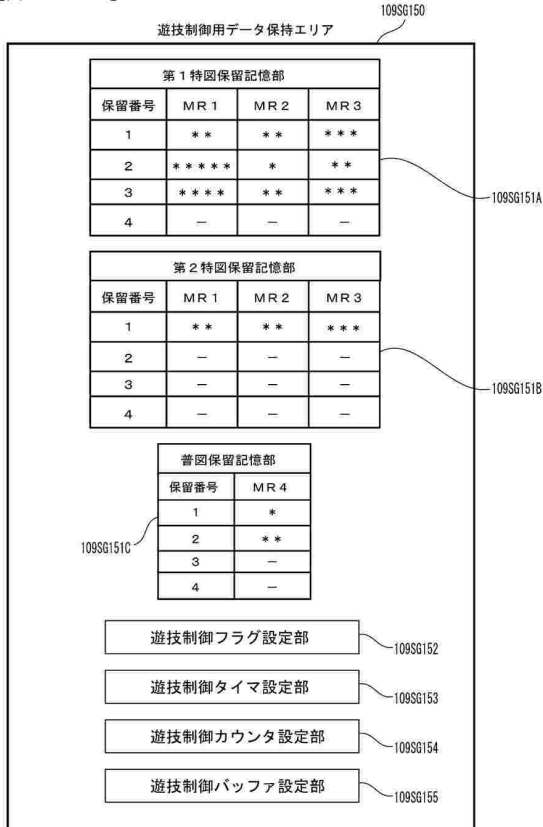 109SG150
遊技制御用データ保持エリア
第1特図保留記憶部
保留番号 MR1 MR2 MR3
1 ** ** ***
2 ***** * **
3 **** ** ***
4 － － －
109SG151A
第2特図保留記憶部
保留番号 MR1 MR2 MR3
1 ** ** ***
2 － － －
3 － － －
4 － － －
109SG151B
普図保留記憶部
保留番号 MR4
1 *
2 **
3 －
4 －
109SG151C
遊技制御フラグ設定部
109SG152
遊技制御タイマ設定部
109SG153
遊技制御カウンタ設定部
109SG154
遊技制御バッファ設定部
109SG155